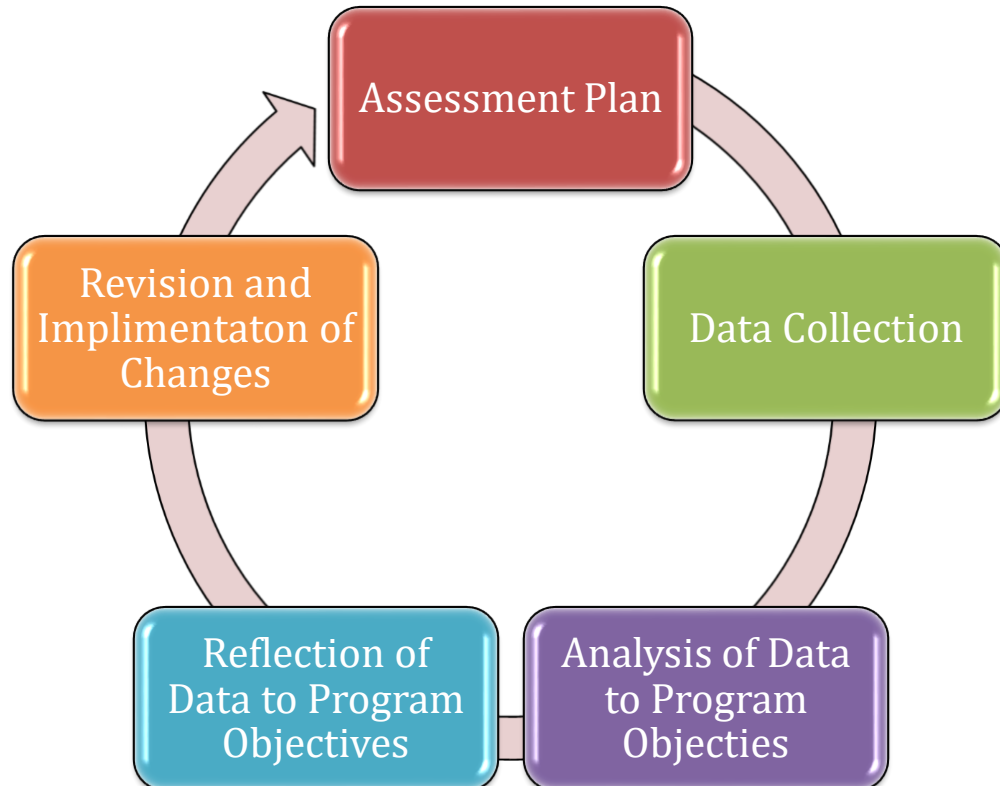 Assessment Plan
Data Collection
Analysis of Data
to Program
Objecties
Reflection of
Data to Program
Objectives
Revision and
Implimentaton of
Changes